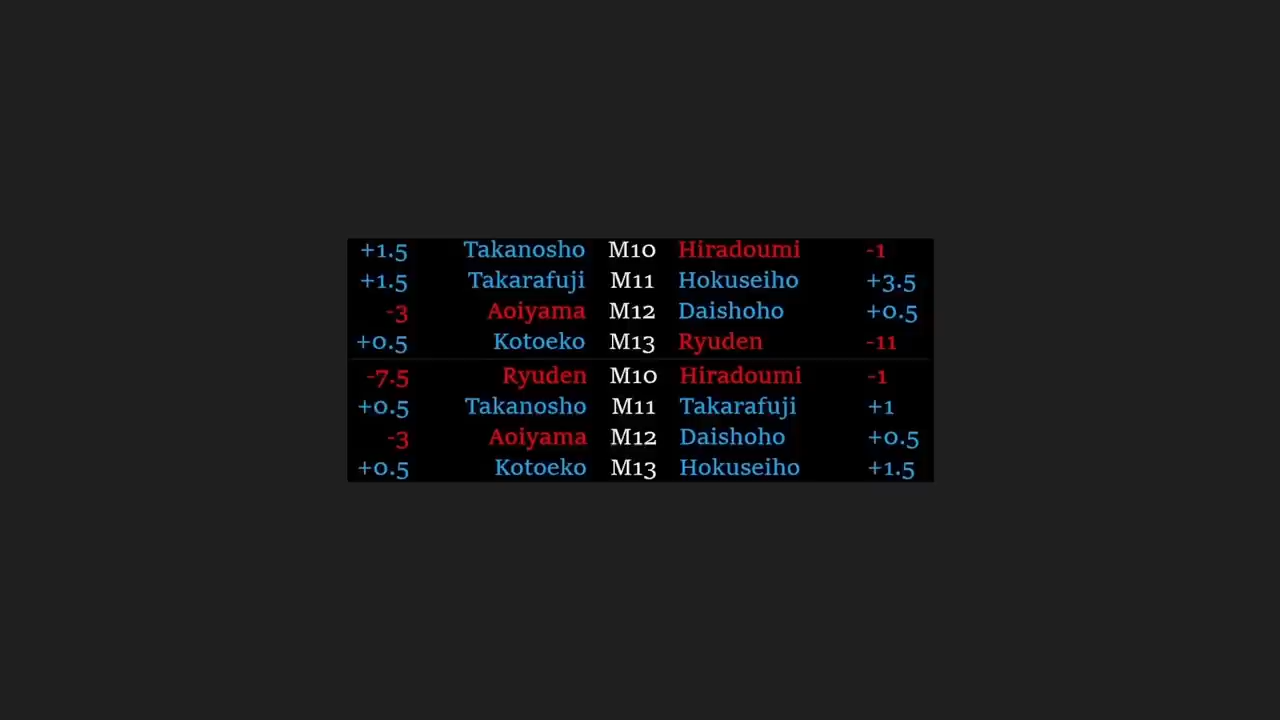 +1.5 Takanosho M10 Hiradoumi -1
+1.5 Takarafuji M11 Hokuseiho +3.5
-3 Aoiyama M12 Daishoho +0.5
+0.5 Kotoeko M13 Ryuden -11
-7.5 Ryuden M10 Hiradoumi -1
+0.5 Takanosho M11 Takarafuji +1
-3 Aoiyama M12 Daishoho +0.5
+0.5 Kotoeko M13 Hokuseiho +1.5